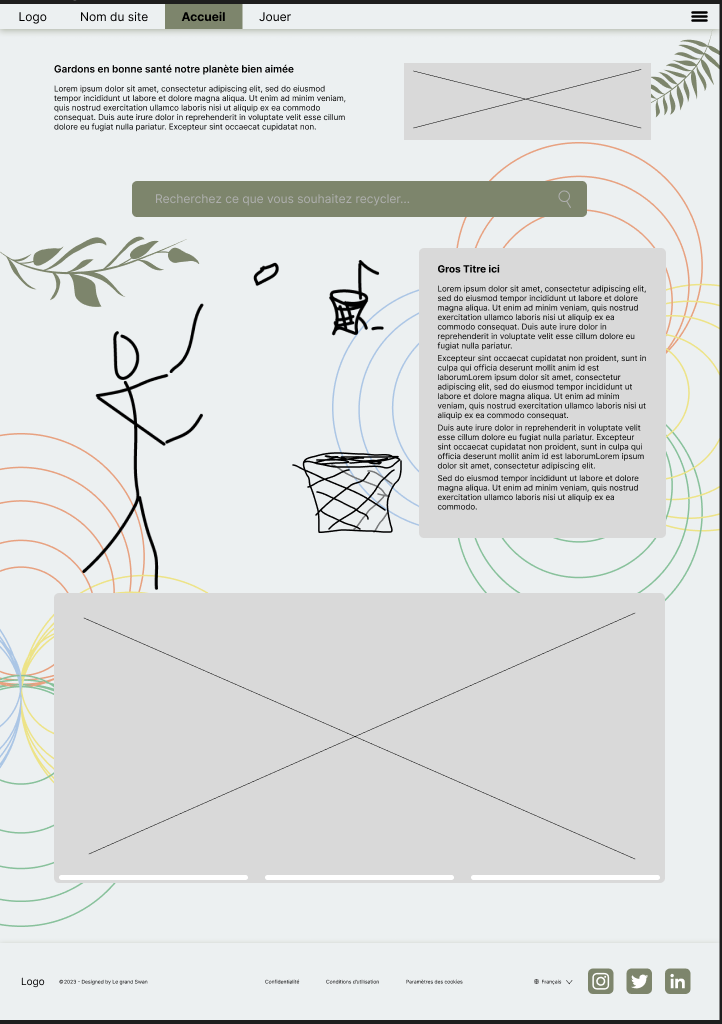 Logo
Nom du site
Accueil
Jouer
Gardons en bonne santé notre planète bien aimée
Lorem ipsum dolor sit amet, consectetur adipiscing elit, sed do eiusmod
tempor incididunt ut labore et dolore magna aliqua. Ut enim ad minim veniam,
quis nostrud exercitation ullamco laboris nisi ut aliquip ex ea commodo
consequat. Duis aute irure dolor in reprehenderit in voluptate velit esse cillum
dolore eu fugiat nulla pariatur. Excepteur sint occaecat cupidatat non.
Recherchez ce que vous souhaitez recycler...
Gros Titre ici
Lorem ipsum dolor sit amet, consectetur adipiscing elit,
sed do eiusmod tempor incididunt ut labore et dolore
magna aliqua. Ut enim ad minim veniam, quis nostrud
exercitation ullamco laboris nisi ut aliquip ex ea
commodo consequat. Duis aute irure dolor in
reprehenderit in voluptate velit esse cillum dolore eu
fugiat nulla pariatur.
Excepteur sint occaecat cupidatat non proident, sunt in
culpa qui officia deserunt mollit anim id est
laborumLorem ipsum dolor sit amet, consectetur
adipiscing elit, sed do eiusmod tempor incididunt ut
labore et dolore magna aliqua. Ut enim ad minim
veniam, quis nostrud exercitation ullamco laboris nisi ut
aliquip ex ea commodo consequat.
Duis aute irure dolor in reprehenderit in voluptate velit
esse cillum dolore eu fugiat nulla pariatur. Excepteur
sint occaecat cupidatat non proident, sunt in culpa qui
officia deserunt mollit anim id est laborumLorem ipsum
dolor sit amet, consectetur adipiscing elit.
Sed do eiusmod tempor incididunt ut labore et dolore
magna aliqua. Ut enim ad minim veniam, quis nostrud
exercitation ullamco laboris nisi ut aliquip ex ea
commodo.
Logo
©2023 - Designed by Le grand Swan
Confidentialité
Conditions d'utilisation
Paramètres des cookies
Français
in